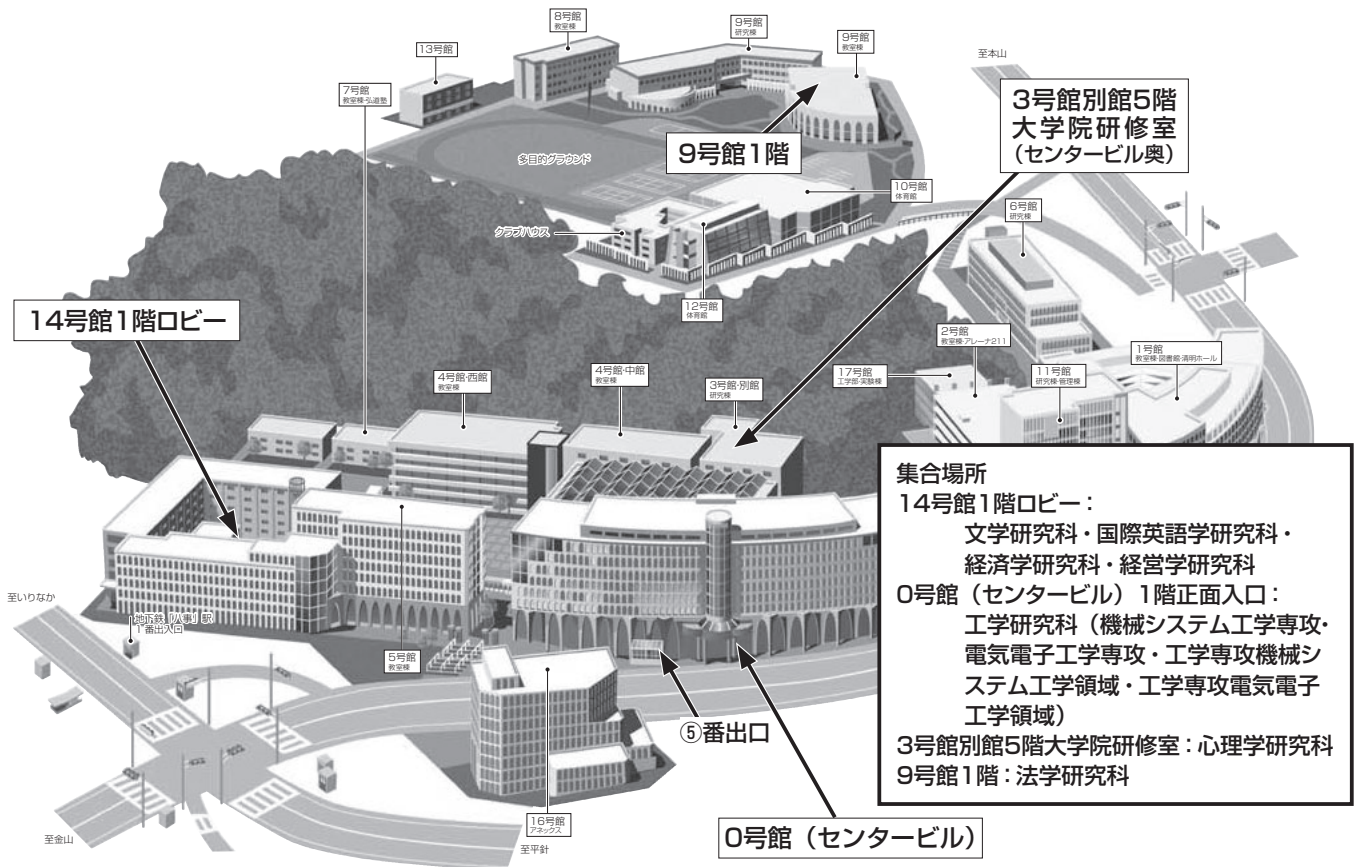 8号館
教室棟
9号館
研究棟
9号館
教室棟
13号館
至本山
7号館
教室棟・弘道塾
3号館別館5階
大学院研修室
（センタービル奥）
9号館1階
多目的グラウンド
10号館
体育館
6号館
研究棟
クラブハウス
12号館
体育館
14号館1階ロビー
2号館
教室棟・アレーナ211
1号館
教室棟・図書館・清明ホール
4号館・西館
教室棟
4号館・中館
教室棟
3号館・別館
研究棟
17号館
工学部・実験棟
11号館
研究棟・管理棟
集合場所
14号館1階ロビー：
文学研究科・国際英語学研究科・
経済学研究科・経営学研究科
0号館（センタービル）1階正面入口：
工学研究科（機械システム工学専攻・
電気電子工学専攻・工学専攻機械シ
ステム工学領域・工学専攻電気電子
工学領域）
3号館別館5階大学院研修室：心理学研究科
9号館1階：法学研究科
至いりなか
地下鉄「八事」駅
1番出入口
5号館
教室棟
⑤番出口
16号館
アネックス
至金山
至平針
0号館（センタービル）